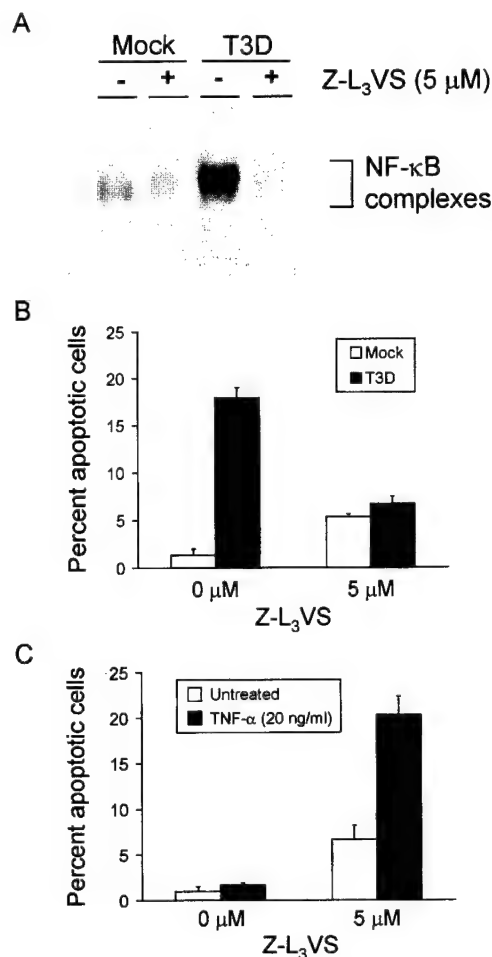 A
Mock T3D
- + - + Z-L₃VS (5 μM)
NF-κB
complexes
B
Percent apoptotic cells
25
20
15
10
5
0
Mock
T3D
0 μM 5 μM
Z-L₃VS
C
Percent apoptotic cells
25
20
15
10
5
0
Untreated
TNF-α (20 ng/ml)
0 μM 5 μM
Z-L₃VS